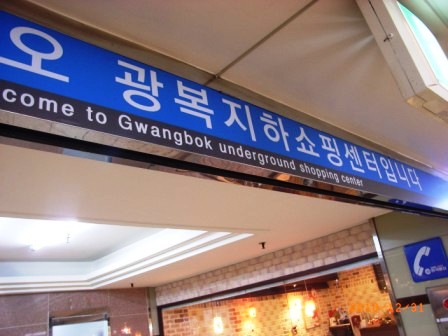 오 광복지하쇼핑센터입니다
come to Gwangbok underground shopping center